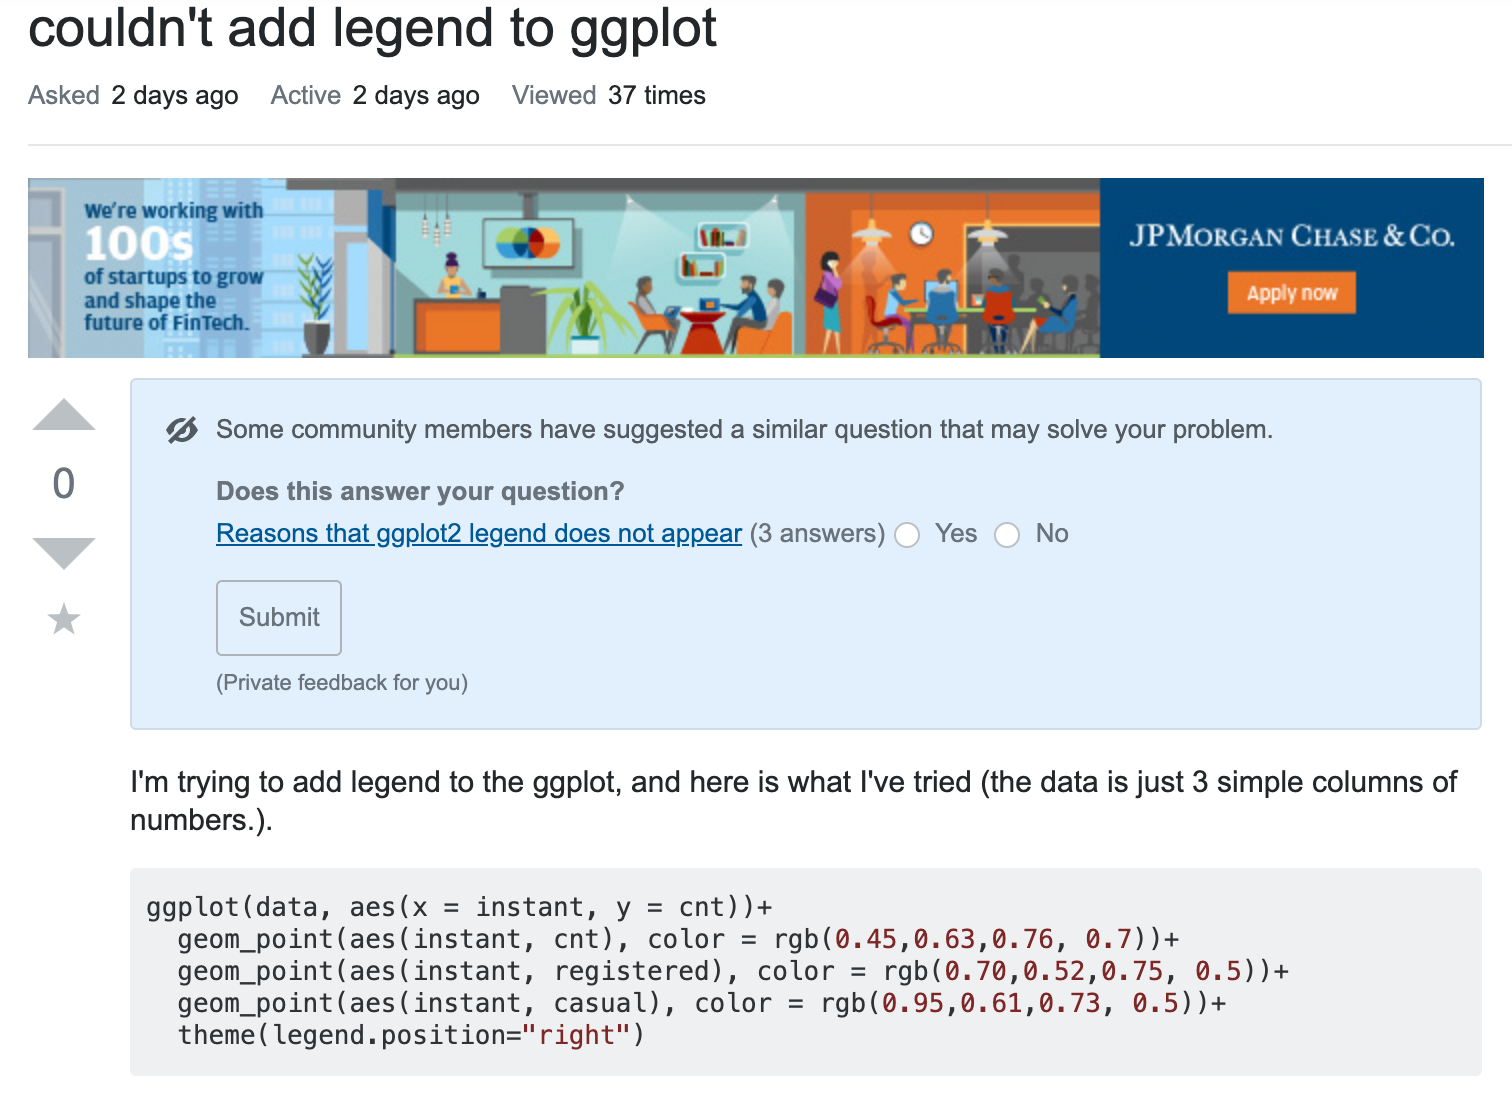 couldn't add legend to ggplot
Asked 2 days ago Active 2 days ago Viewed 37 times
We're working with
100s
of startups to grow
and shape the
future of FinTech.
JPMORGAN CHASE & CO.
Apply now
Some community members have suggested a similar question that may solve your problem.
0
Does this answer your question?
Reasons that ggplot2 legend does not appear (3 answers) Yes No
Submit
(Private feedback for you)
I'm trying to add legend to the ggplot, and here is what I've tried (the data is just 3 simple columns of
numbers.).
ggplot(data, aes(x = instant, y = cnt))+
  geom_point(aes(instant, cnt), color = rgb(0.45,0.63,0.76, 0.7))+
  geom_point(aes(instant, registered), color = rgb(0.70,0.52,0.75, 0.5))+
  geom_point(aes(instant, casual), color = rgb(0.95,0.61,0.73, 0.5))+
  theme(legend.position="right")